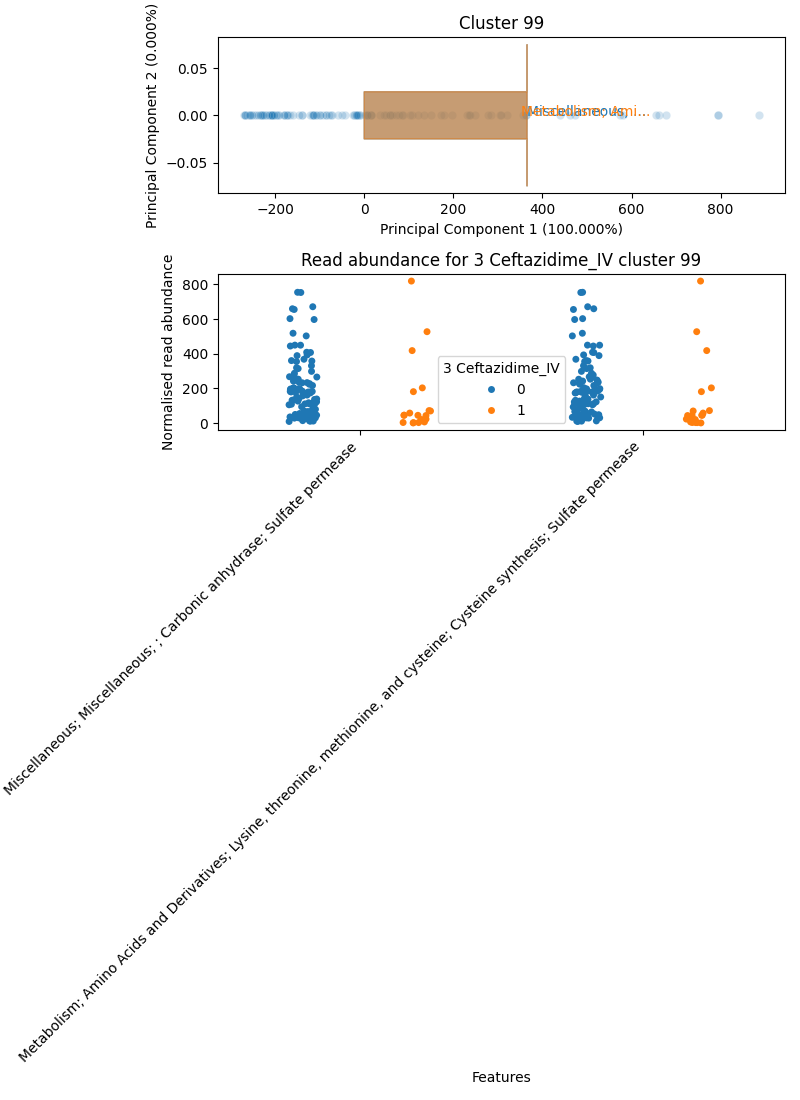 Cluster 99
Principal Component 2 (0.000%)
0.05
0.00
−0.05
Miscellaneous;
Ami...
−200
0
200
400
600
800
Principal Component 1 (100.000%)
Read abundance for 3 Ceftazidime_IV cluster 99
Normalised read abundance
800
600
400
200
0
3 Ceftazidime_IV
0
1
Miscellaneous; Miscellaneous; ; Carbonic anhydrase; Sulfate permease
Metabolism; Amino Acids and Derivatives; Lysine, threonine, methionine, and cysteine; Cysteine synthesis; Sulfate permease
Features